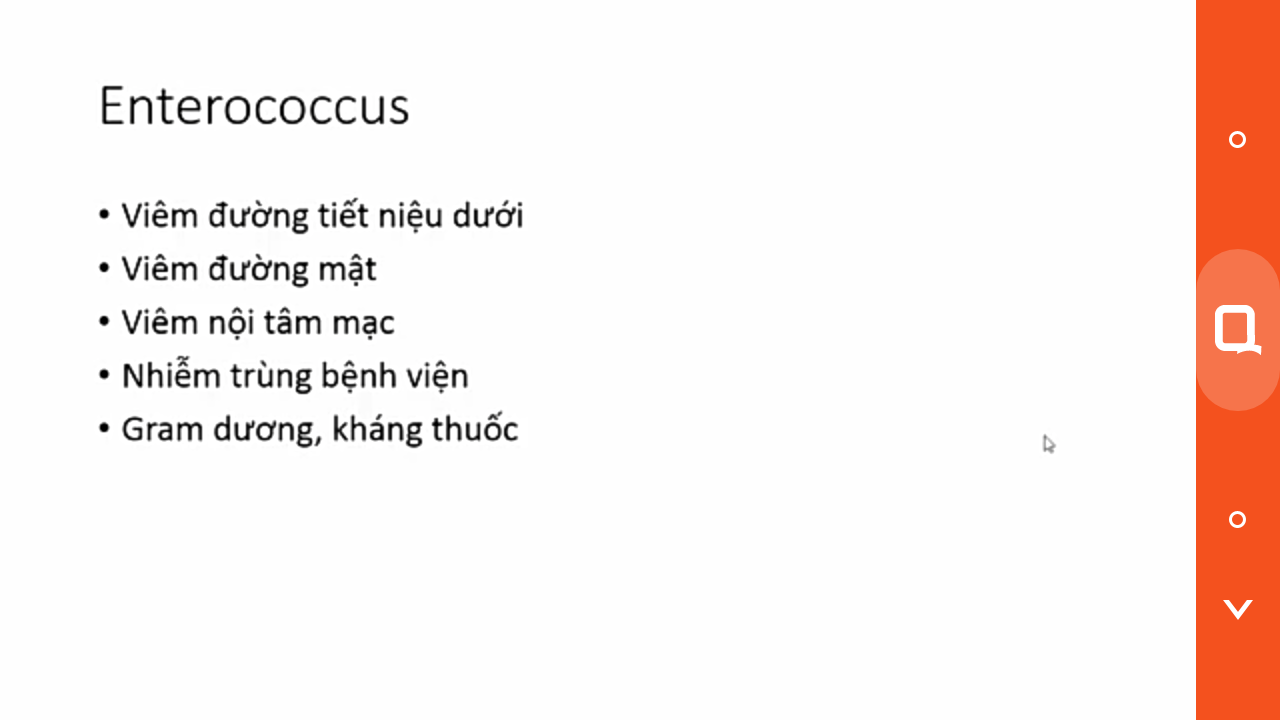 Enterococcus
• Viêm đường tiết niệu dưới
• Viêm đường mật
• Viêm nội tâm mạc
• Nhiễm trùng bệnh viện
• Gram dương, kháng thuốc